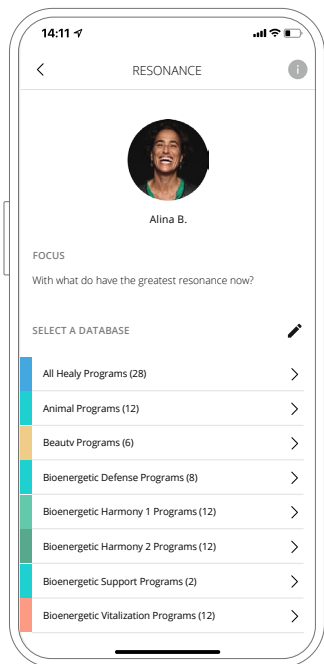 14:11
RESONANCE
i
Alina B.
FOCUS
With what do have the greatest resonance now?
SELECT A DATABASE
All Healy Programs (28)
Animal Programs (12)
Beautv Programs (6)
Bioenergetic Defense Programs (8)
Bioenergetic Harmony 1 Programs (12)
Bioenergetic Harmony 2 Programs (12)
Bioenergetic Support Programs (2)
Bioenergetic Vitalization Programs (12)